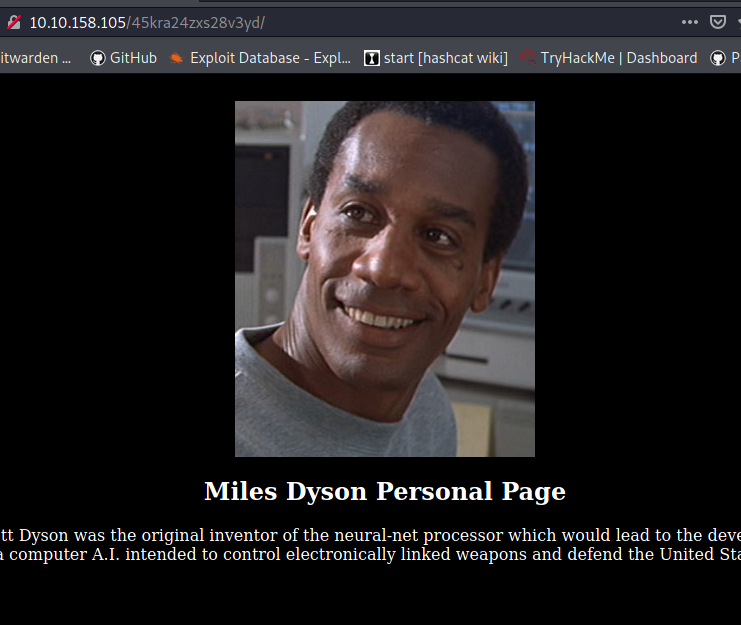 10.10.158.105/45kra24zxs28v3yd/
itwarden ... GitHub Exploit Database - Expl... start [hashcat wiki] TryHackMe | Dashboard P
Miles Dyson Personal Page
tt Dyson was the original inventor of the neural-net processor which would lead to the deve
a computer A.I. intended to control electronically linked weapons and defend the United Sta